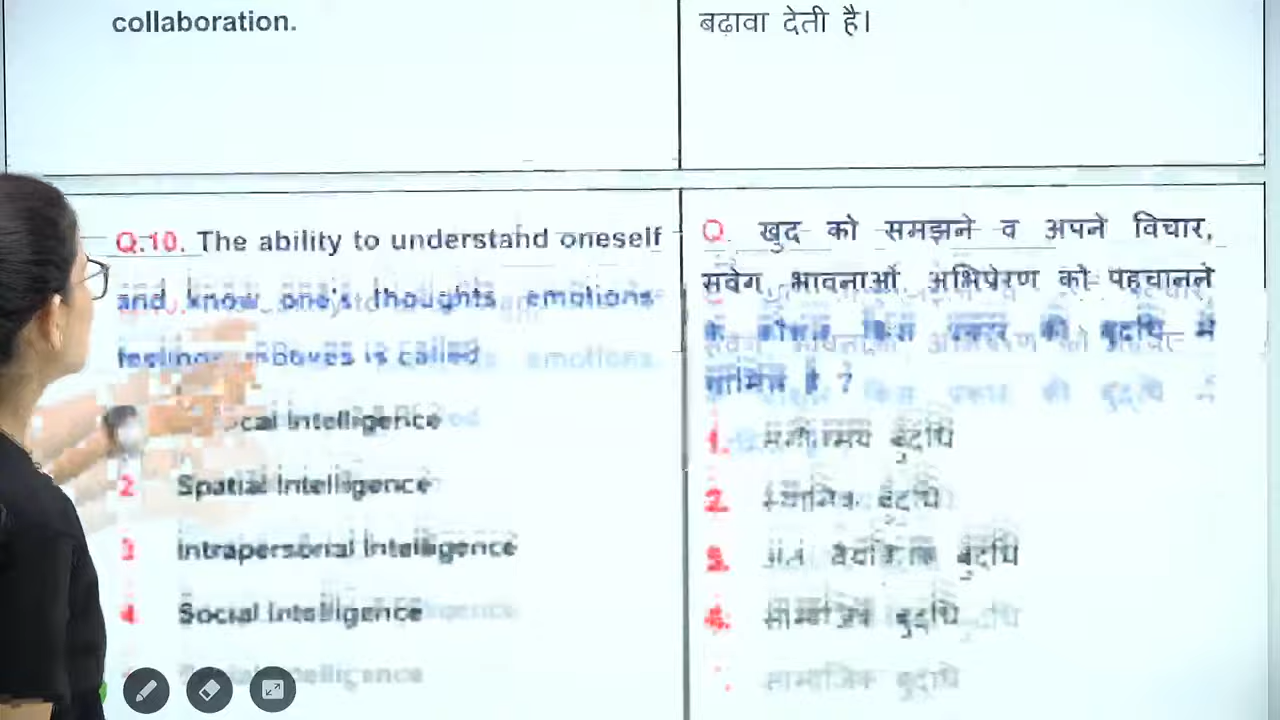 collaboration.
बढ़ावा देती है।
Q.10. The ability to understand oneself
and know one's thoughts emotions
is called
Intelligence
2 Spatial Intelligence
3 Intrapersonal Intelligence
4 Social Intelligence
Q. खुद को समझने व अपने विचार,
संवेग, भावनाओं, अभिप्रेरण को पहचानने
के कौशल किस प्रकार की बुद्धि में
शामिल है ?
1. बुद्धि
2. बुद्धि
3. बुद्धि
4. सामाजिक बुद्धि